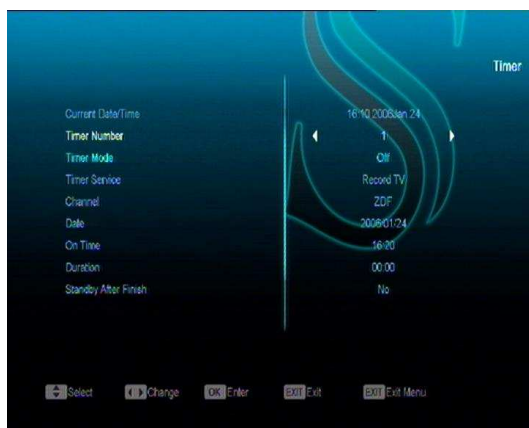 Timer
Current Date/Time 16:10 2006Jan.24
Timer Number 1
Timer Mode Off
Timer Service Record TV
Channel ZDF
Date 2006/01/24
On Time 16:20
Duration 00:00
Standby After Finish No
Select Change OK Enter EXIT Exit EXIT Exit Menu